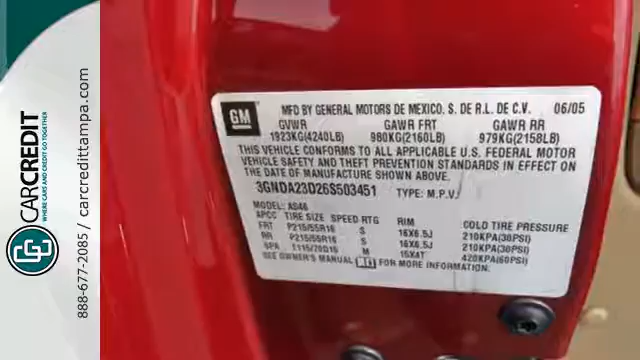 CARCREDIT
WHERE CARS AND CREDIT GO TOGETHER
888-677-2085 / carcredittampa.com
GM
MFD BY GENERAL MOTORS DE MEXICO. S. DE R.L. DE C.V. 06/05
GVWR GAWR FRT GAWR RR
1923KG(4240LB) 980KG(2160LB) 979KG(2158LB)
THIS VEHICLE CONFORMS TO ALL APPLICABLE U.S. FEDERAL MOTOR
VEHICLE SAFETY AND THEFT PREVENTION STANDARDS IN EFFECT ON
THE DATE OF MANUFACTURE SHOWN ABOVE.
3GNDA23D26S503451 TYPE: M.P.V.
MODEL: AS46
APCC TIRE SIZE SPEED RTG RIM COLD TIRE PRESSURE
FRT P215/55R16 S 16X6.5J 210KPA(30PSI)
RR P215/55R16 S 16X6.5J 210KPA(30PSI)
SPA T115/70D16 M 16X4T 420KPA(60PSI)
SEE OWNER'S MANUAL FOR MORE INFORMATION.